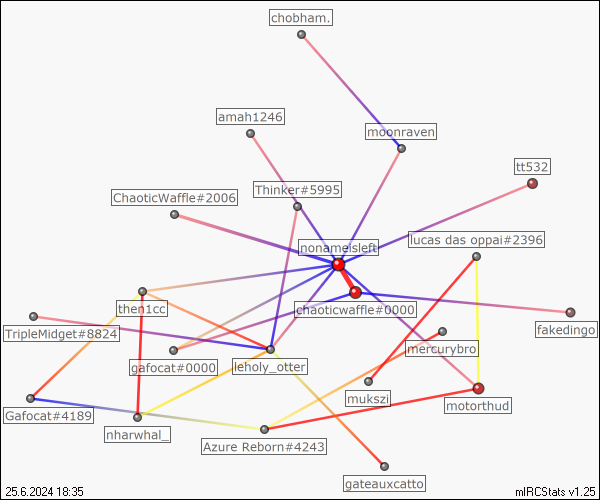 chobham.
amah1246
moonraven
tt532
Thinker#5995
ChaoticWaffle#2006
nonameisleft
lucas das oppai#2396
then1cc
chaoticwaffle#0000
TripleMidget#8824
fakedingo
mercurybro
gafocat#0000
leholy_otter
mukszi
motorthud
Gafocat#4189
nharwhal_
Azure Reborn#4243
gateauxcatto
25.6.2024 18:35
mIRCStats v1.25